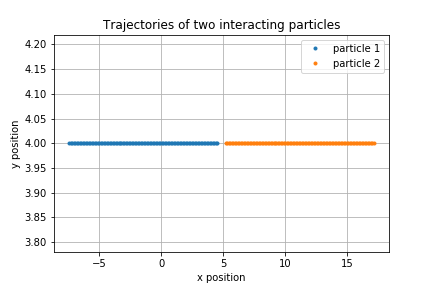 Trajectories of two interacting particles
particle 1
particle 2
y position
4.20
4.15
4.10
4.05
4.00
3.95
3.90
3.85
3.80
−5
0
5
10
15
x position